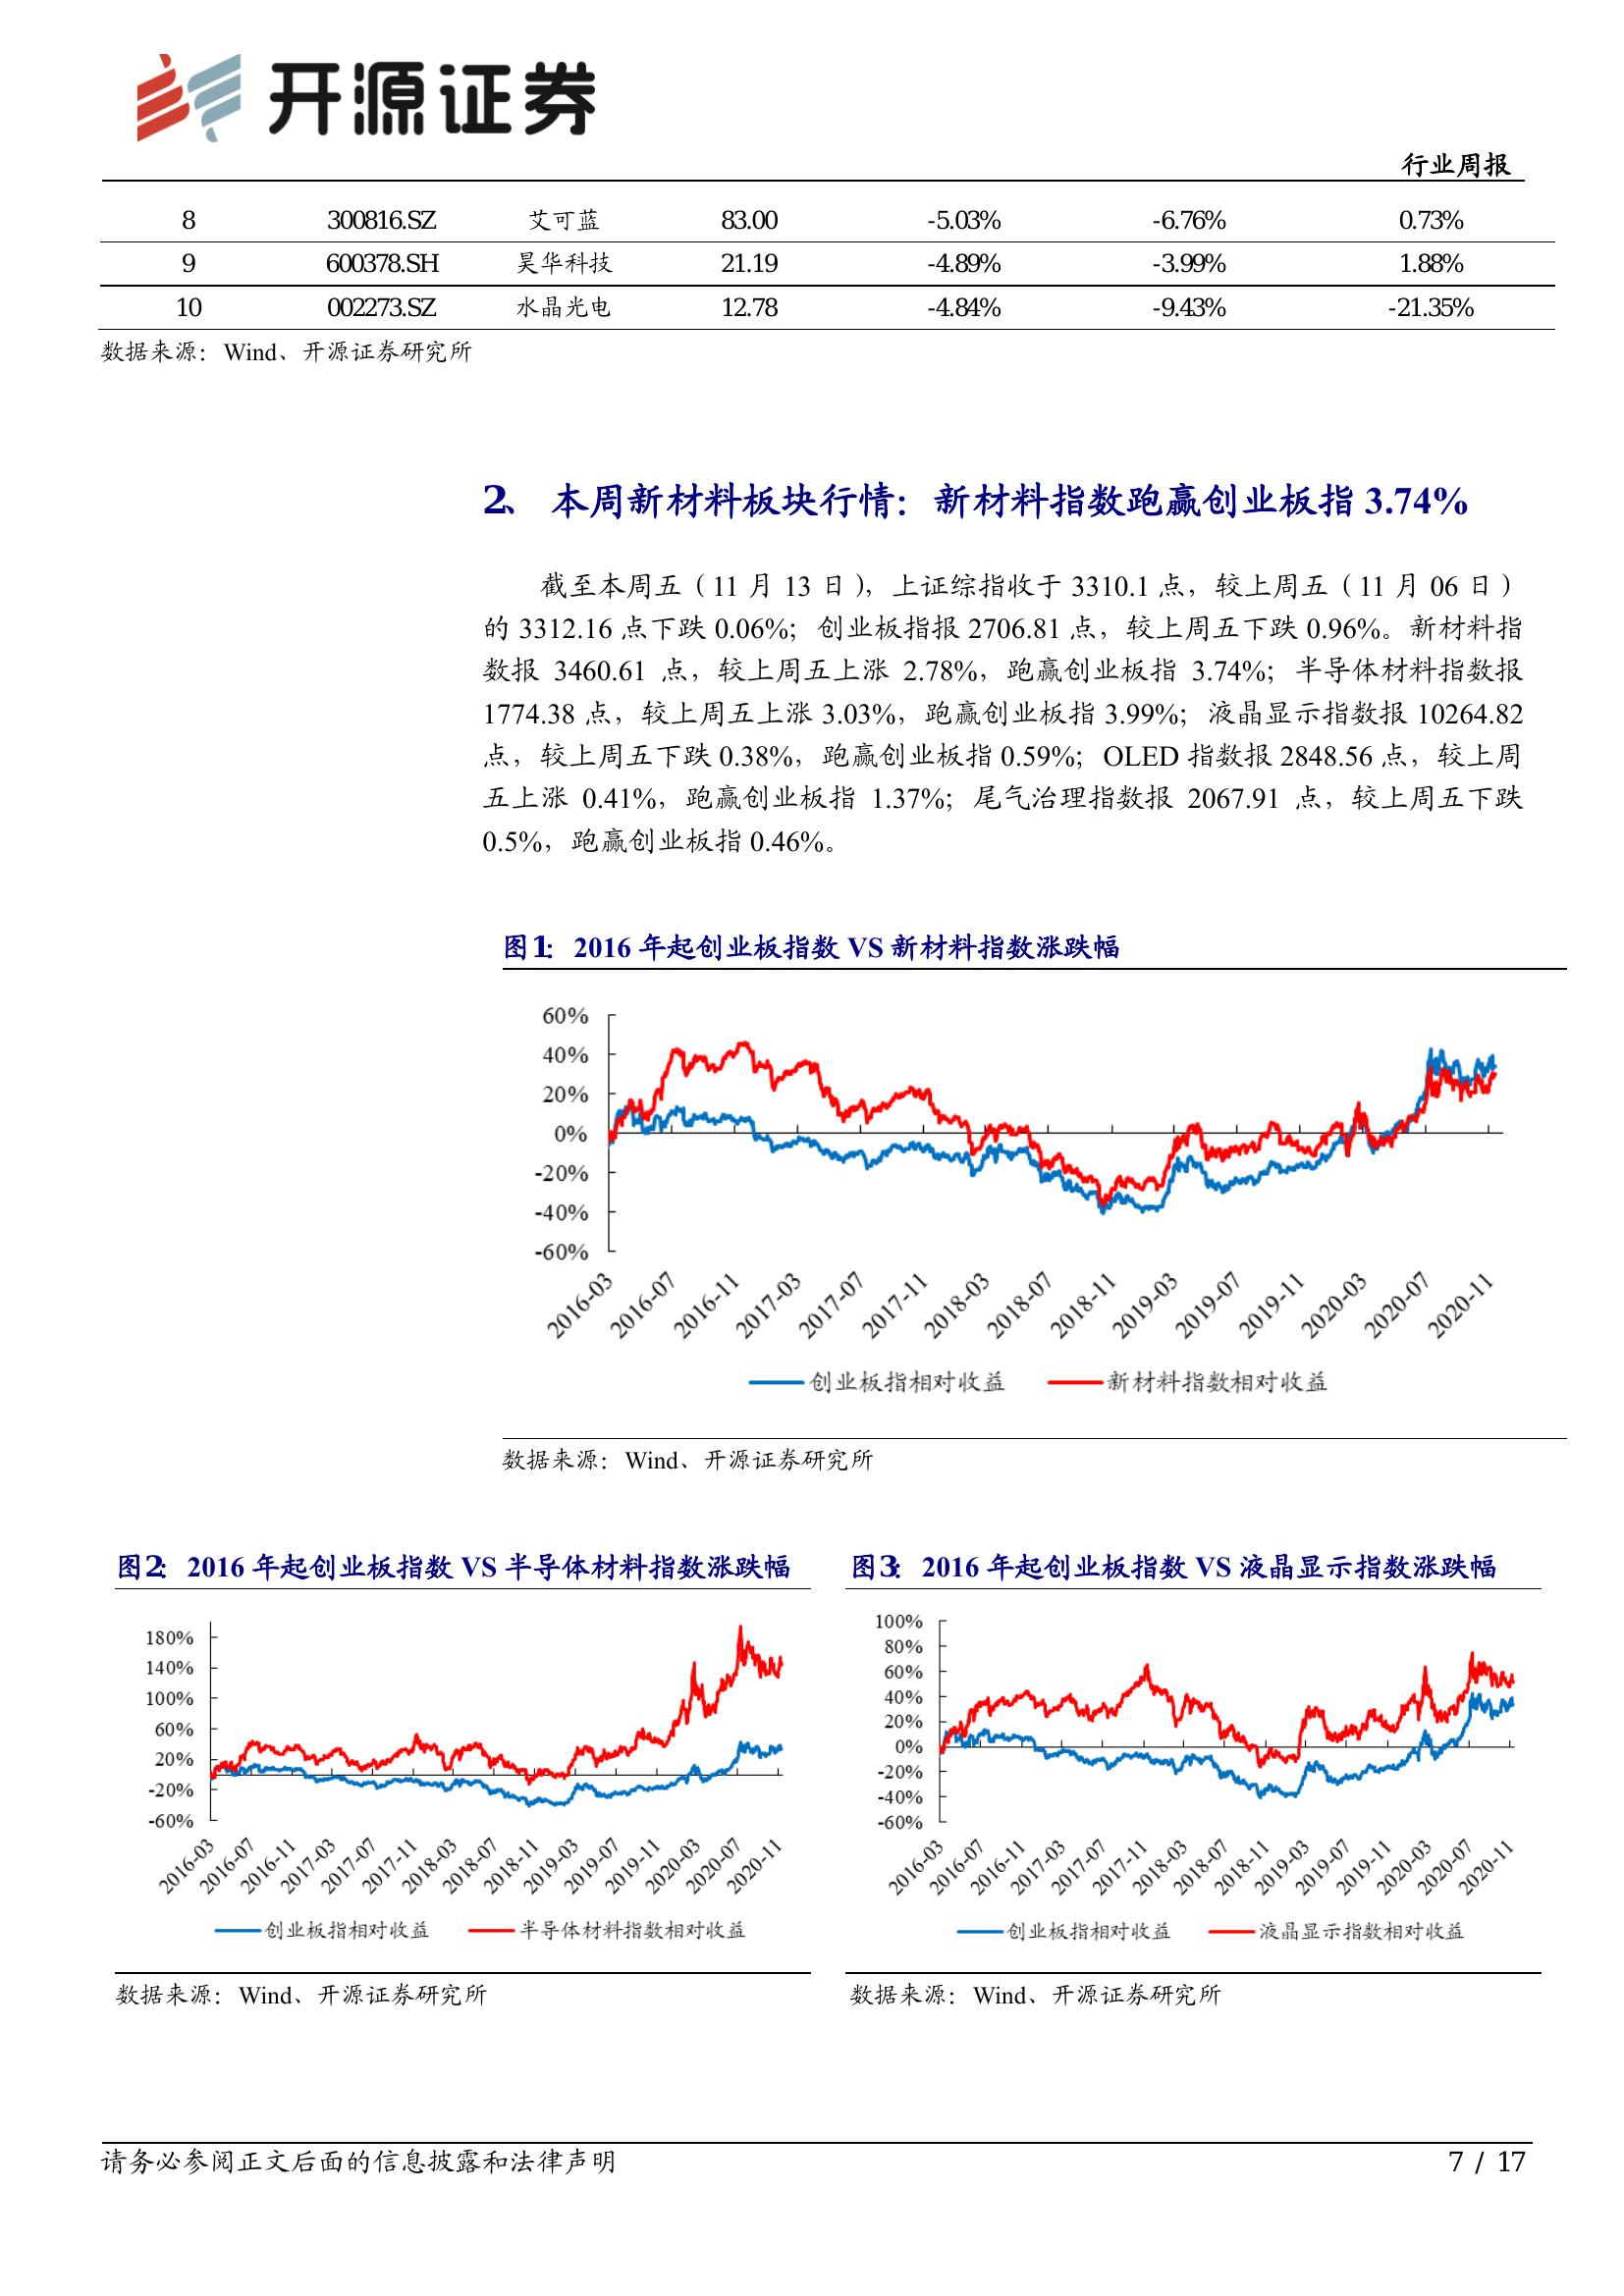 开源证券
行业周报
8 300816.SZ 艾可蓝 83.00 -5.03% -6.76% 0.73%
9 600378.SH 昊华科技 21.19 -4.89% -3.99% 1.88%
10 002273.SZ 水晶光电 12.78 -4.84% -9.43% -21.35%
数据来源：Wind、开源证券研究所
2、 本周新材料板块行情：新材料指数跑赢创业板指 3.74%
截至本周五（11 月 13 日），上证综指收于 3310.1 点，较上周五（11 月 06 日）
的 3312.16 点下跌 0.06%；创业板指报 2706.81 点，较上周五下跌 0.96%。新材料指
数报 3460.61 点，较上周五上涨 2.78%，跑赢创业板指 3.74%；半导体材料指数报
1774.38 点，较上周五上涨 3.03%，跑赢创业板指 3.99%；液晶显示指数报 10264.82
点，较上周五下跌 0.38%，跑赢创业板指 0.59%；OLED 指数报 2848.56 点，较上周
五上涨 0.41%，跑赢创业板指 1.37%；尾气治理指数报 2067.91 点，较上周五下跌
0.5%，跑赢创业板指 0.46%。
图1：2016 年起创业板指数 VS 新材料指数涨跌幅
60%
40%
20%
0%
-20%
-40%
-60%
2016-03 2016-07 2016-11 2017-03 2017-07 2017-11 2018-03 2018-07 2018-11 2019-03 2019-07 2019-11 2020-03 2020-07 2020-11
创业板指相对收益 新材料指数相对收益
数据来源：Wind、开源证券研究所
图2：2016 年起创业板指数 VS 半导体材料指数涨跌幅
180%
140%
100%
60%
20%
-20%
-60%
2016-03 2016-07 2016-11 2017-03 2017-07 2017-11 2018-03 2018-07 2018-11 2019-03 2019-07 2019-11 2020-03 2020-07 2020-11
创业板指相对收益 半导体材料指数相对收益
数据来源：Wind、开源证券研究所
图3：2016 年起创业板指数 VS 液晶显示指数涨跌幅
100%
80%
60%
40%
20%
0%
-20%
-40%
-60%
2016-03 2016-07 2016-11 2017-03 2017-07 2017-11 2018-03 2018-07 2018-11 2019-03 2019-07 2019-11 2020-03 2020-07 2020-11
创业板指相对收益 液晶显示指数相对收益
数据来源：Wind、开源证券研究所
请务必参阅正文后面的信息披露和法律声明 7 / 17